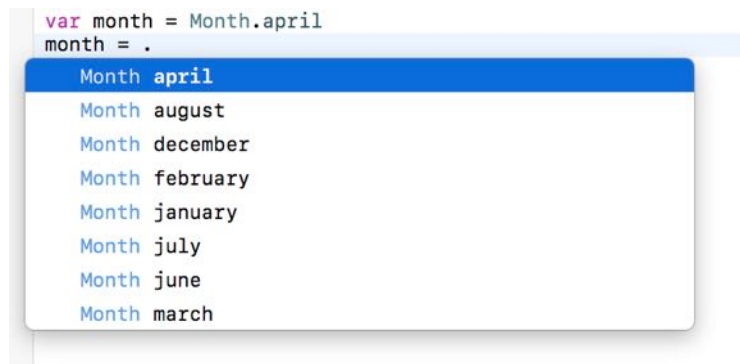 var month = Month.april
month = .
Month april
Month august
Month december
Month february
Month january
Month july
Month june
Month march